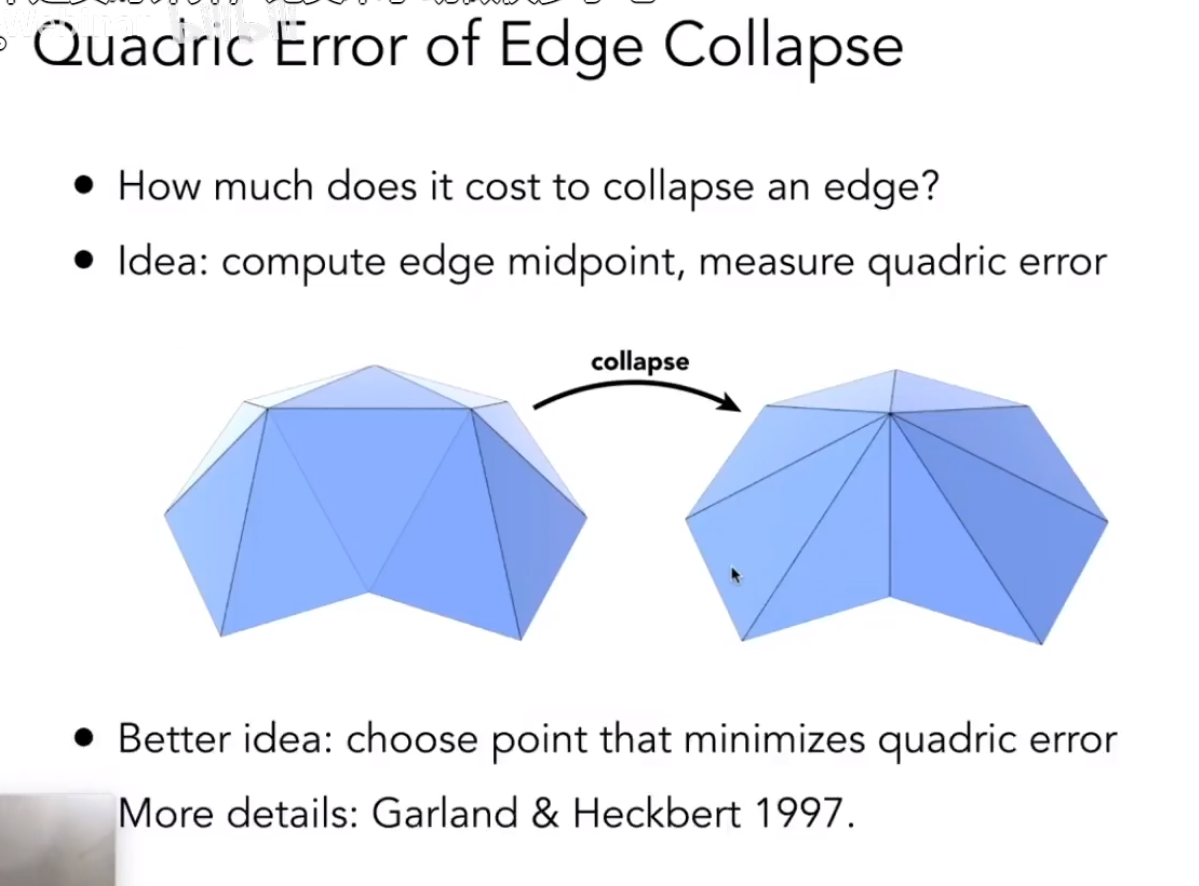 Quadric Error of Edge Collapse
• How much does it cost to collapse an edge?
• Idea: compute edge midpoint, measure quadric error
collapse
• Better idea: choose point that minimizes quadric error
More details: Garland & Heckbert 1997.